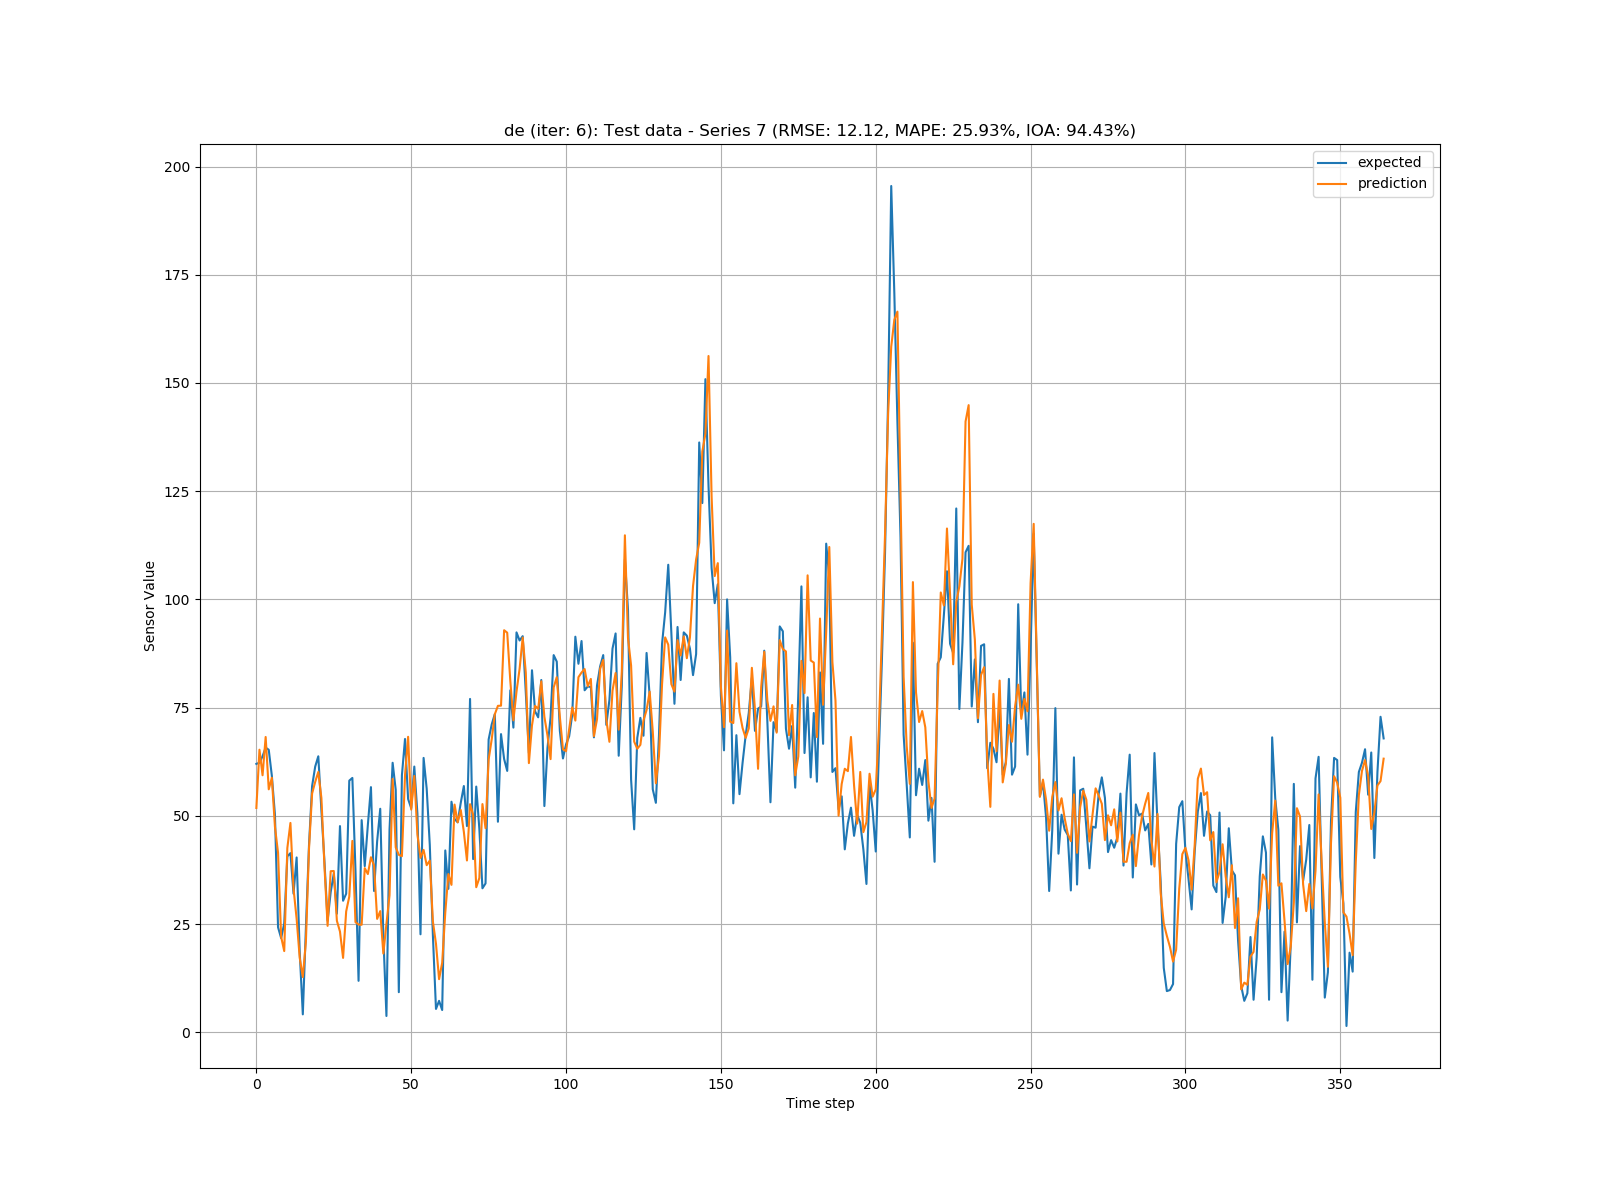 de (iter: 6): Test data - Series 7 (RMSE: 12.12, MAPE: 25.93%, IOA: 94.43%)
expected
prediction
200
175
150
125
100
75
50
25
0
Sensor Value
0 50 100 150 200 250 300 350
Time step